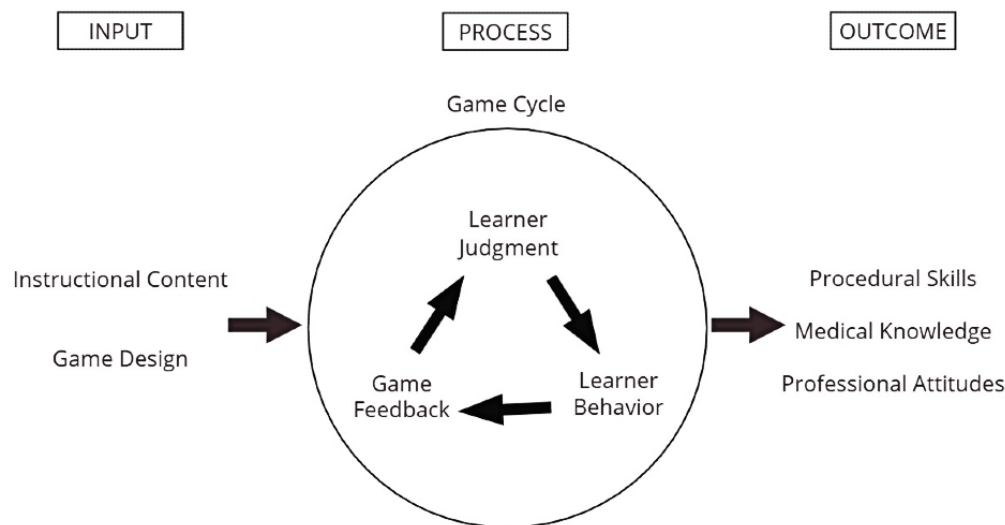 INPUT
PROCESS
OUTCOME
Game Cycle
Instructional Content
Game Design
Learner
Judgment
Learner
Behavior
Game
Feedback
Procedural Skills
Medical Knowledge
Professional Attitudes